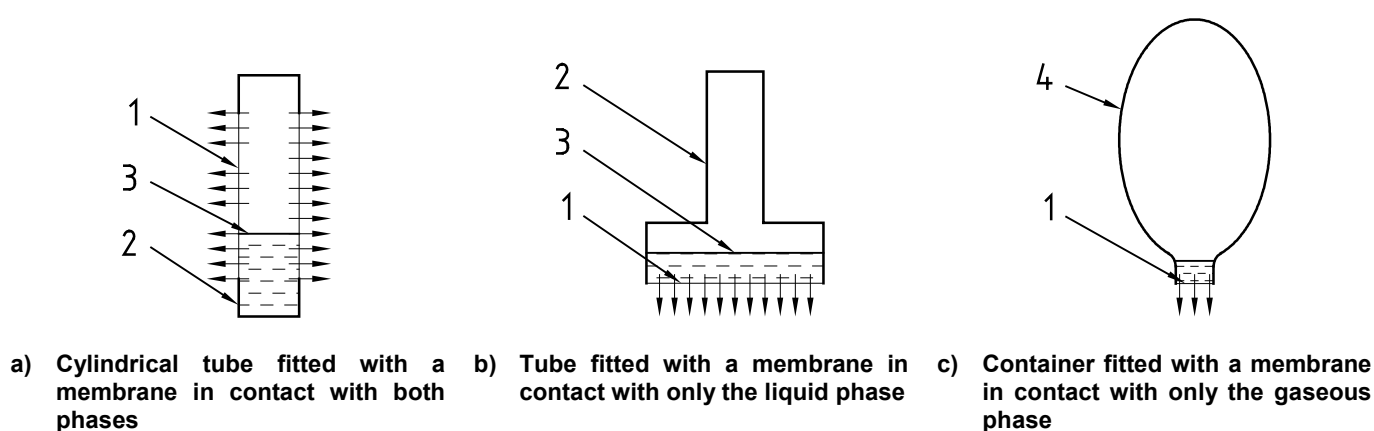 1
3
2
2
3
1
4
1
a) Cylindrical tube fitted with a
membrane in contact with both
phases
b) Tube fitted with a membrane in
contact with only the liquid phase
c) Container fitted with a membrane
in contact with only the gaseous
phase